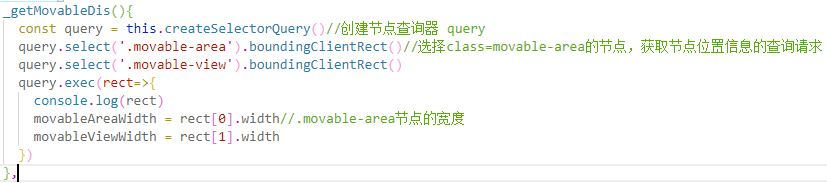 _getMovableDis(){
const query = this.createSelectorQuery()//创建节点查询器 query
query.select('.movable-area').boundingClientRect()//选择class=movable-area的节点，获取节点位置信息的查询请求
query.select('.movable-view').boundingClientRect()
query.exec(rect=>{
console.log(rect)
movableAreaWidth = rect[0].width//.movable-area节点的宽度
movableViewWidth = rect[1].width
})
},